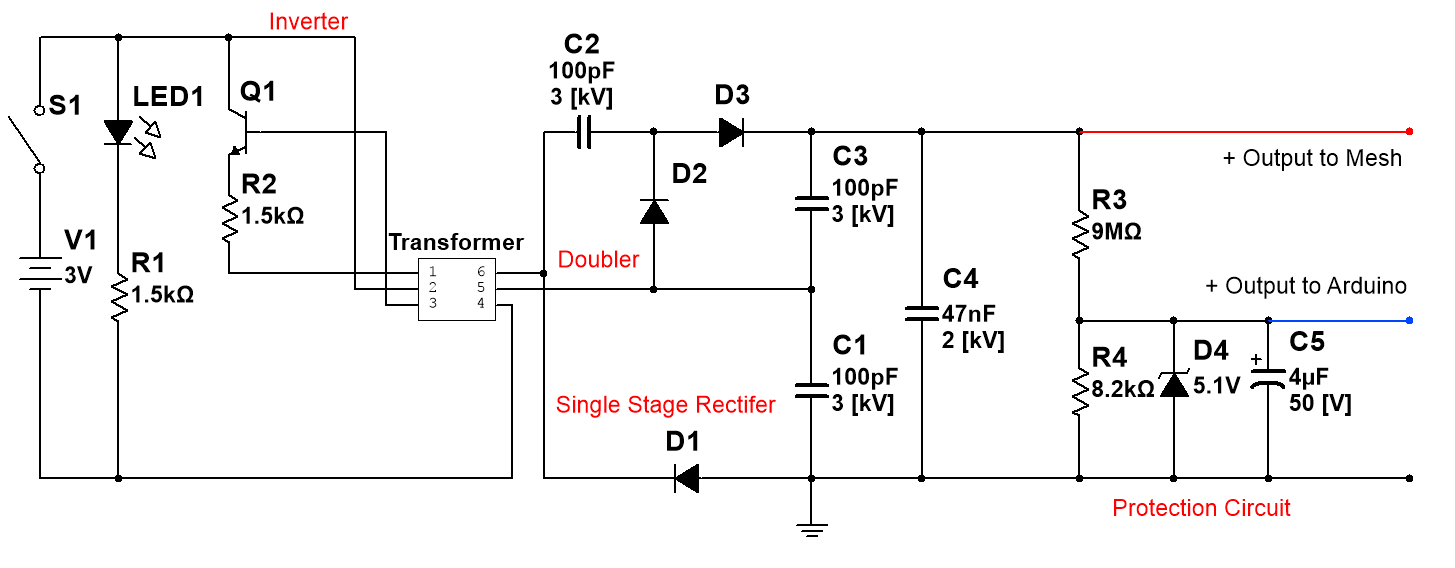 Inverter
S1
LED1
Q1
R2
1.5kΩ
V1
3V
R1
1.5kΩ
Transformer
1 6
2 5
3 4
C2
100pF
3 [kV]
D3
D2
Doubler
C3
100pF
3 [kV]
C4
47nF
2 [kV]
C1
100pF
3 [kV]
Single Stage Rectifer
D1
+ Output to Mesh
R3
9MΩ
+ Output to Arduino
R4
8.2kΩ
D4
5.1V
+
C5
4µF
50 [V]
Protection Circuit